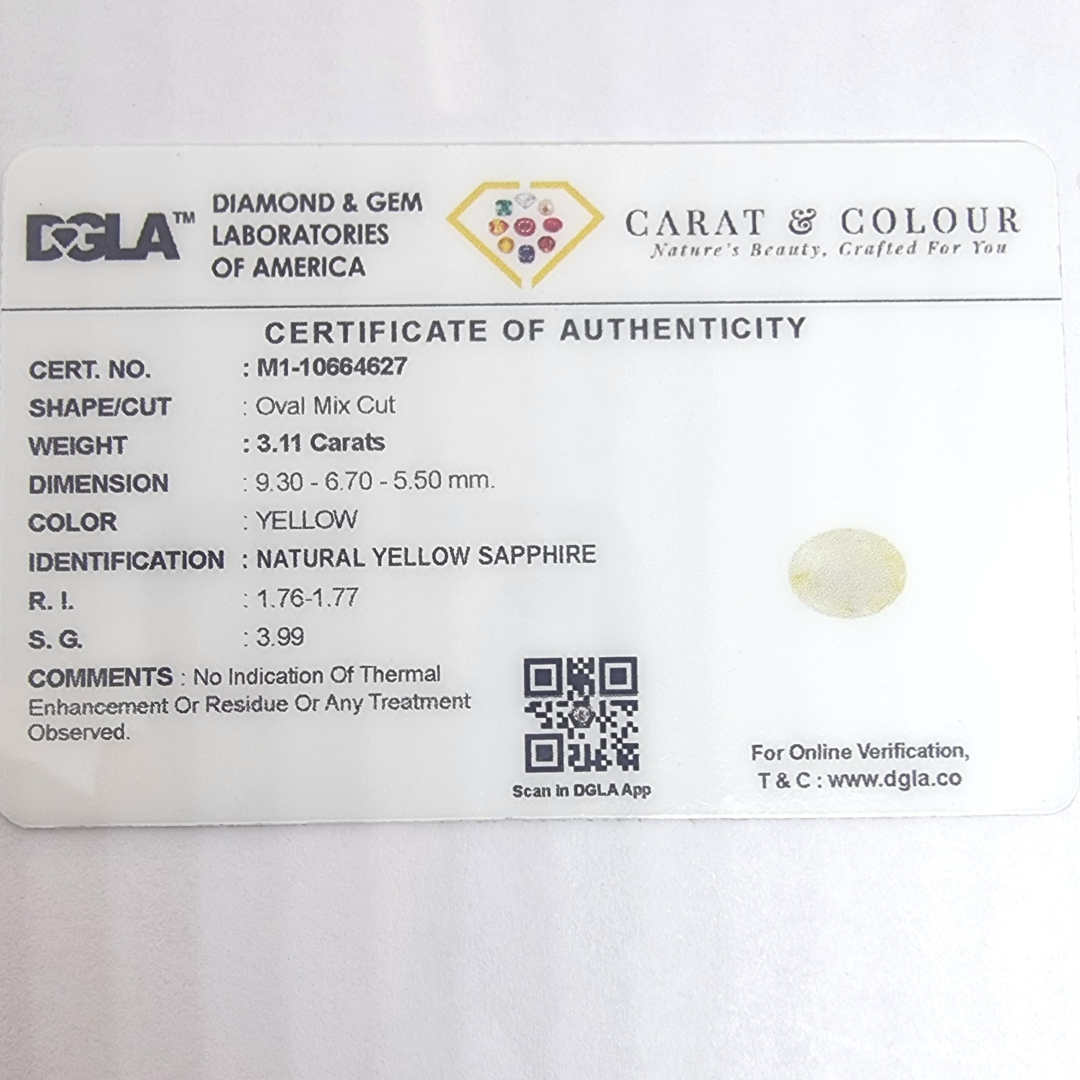 DGLA™
DIAMOND & GEM
LABORATORIES
OF AMERICA
CARAT & COLOUR
Nature's Beauty, Crafted For You
CERTIFICATE OF AUTHENTICITY
CERT. NO. : M1-10664627
SHAPE/CUT : Oval Mix Cut
WEIGHT : 3.11 Carats
DIMENSION : 9.30 - 6.70 - 5.50 mm.
COLOR : YELLOW
IDENTIFICATION : NATURAL YELLOW SAPPHIRE
R. I. : 1.76-1.77
S. G. : 3.99
COMMENTS : No Indication Of Thermal
Enhancement Or Residue Or Any Treatment
Observed.
Scan in DGLA App
For Online Verification,
T & C : www.dgla.co